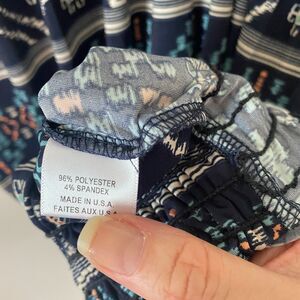 96% POLYESTER
4% SPANDEX
MADE IN U.S.A.
FAITES AUX U.S.A.